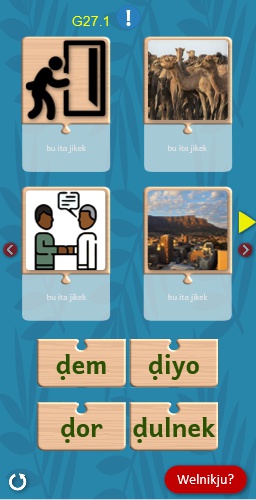 G27.1 !
bu ita jikek
bu ita jikek
bu ita jikek
bu ita jikek
ḍem
ḍiyo
ḍor
ḍulnek
Welnikju?